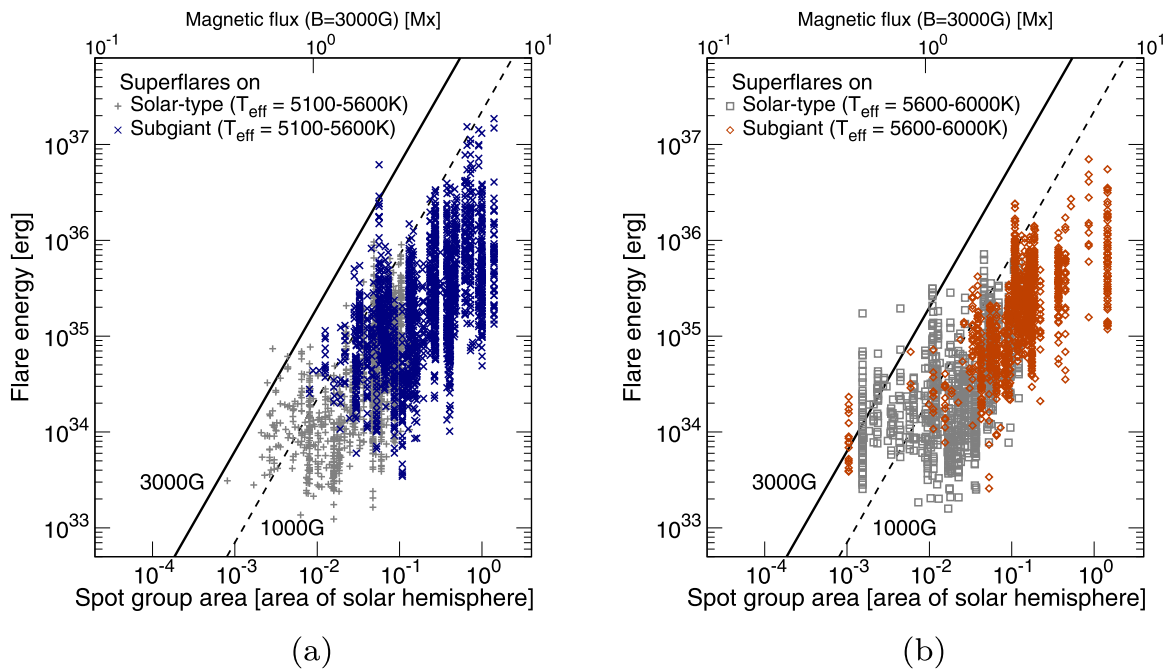 Magnetic flux (B=3000G) [Mx]
10^-1 10^0 10^1
Superflares on
Solar-type (T_eff = 5100-5600K)
Subgiant (T_eff = 5100-5600K)
10^37
10^36
10^35
10^34
10^33
Flare energy [erg]
3000G
1000G
10^-4 10^-3 10^-2 10^-1 10^0
Spot group area [area of solar hemisphere]
(a)
Magnetic flux (B=3000G) [Mx]
10^-1 10^0 10^1
Superflares on
Solar-type (T_eff = 5600-6000K)
Subgiant (T_eff = 5600-6000K)
10^37
10^36
10^35
10^34
10^33
Flare energy [erg]
3000G
1000G
10^-4 10^-3 10^-2 10^-1 10^0
Spot group area [area of solar hemisphere]
(b)